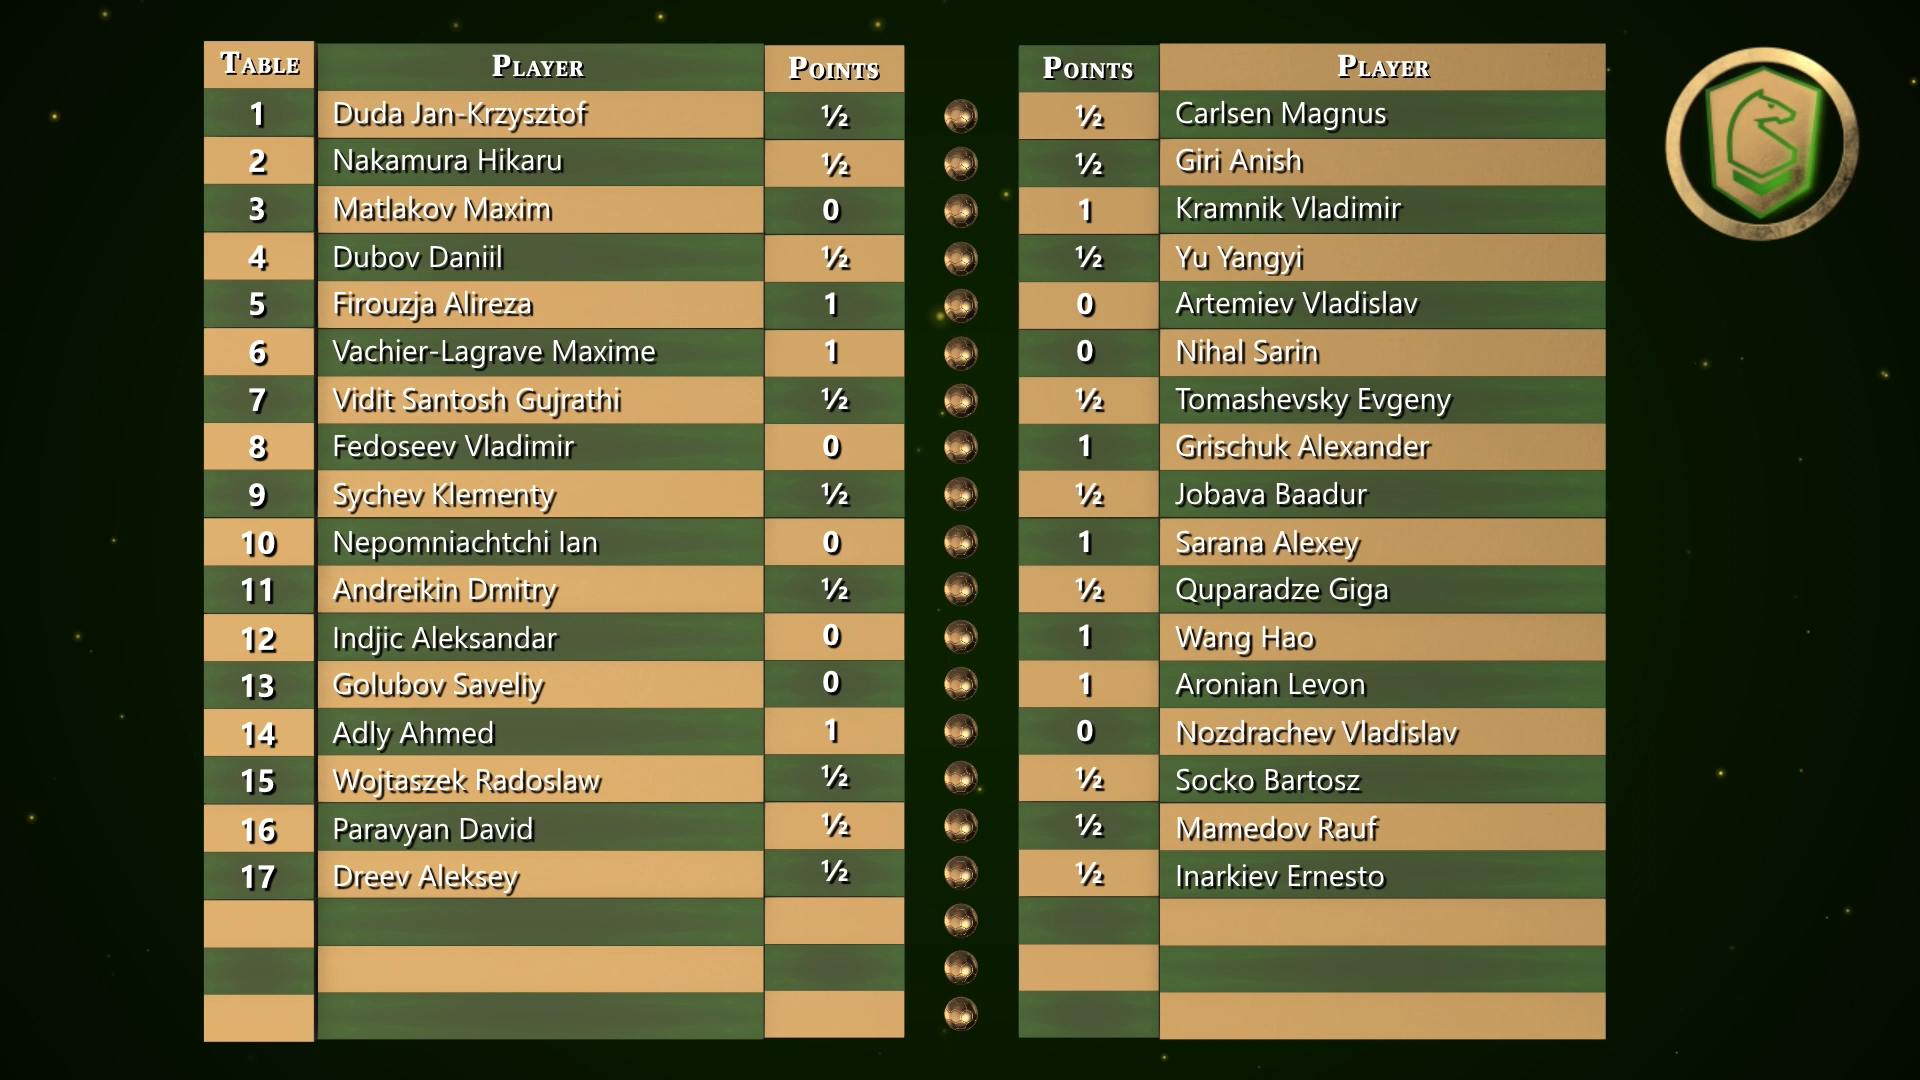 Table Player Points Points Player
1 Duda Jan-Krzysztof ½ ½ Carlsen Magnus
2 Nakamura Hikaru ½ ½ Giri Anish
3 Matlakov Maxim 0 1 Kramnik Vladimir
4 Dubov Daniil ½ ½ Yu Yangyi
5 Firouzja Alireza 1 0 Artemiev Vladislav
6 Vachier-Lagrave Maxime 1 0 Nihal Sarin
7 Vidit Santosh Gujrathi ½ ½ Tomashevsky Evgeny
8 Fedoseev Vladimir 0 1 Grischuk Alexander
9 Sychev Klementy ½ ½ Jobava Baadur
10 Nepomniachtchi Ian 0 1 Sarana Alexey
11 Andreikin Dmitry ½ ½ Quparadze Giga
12 Indjic Aleksandar 0 1 Wang Hao
13 Golubov Saveliy 0 1 Aronian Levon
14 Adly Ahmed 1 0 Nozdrachev Vladislav
15 Wojtaszek Radoslaw ½ ½ Socko Bartosz
16 Paravyan David ½ ½ Mamedov Rauf
17 Dreev Aleksey ½ ½ Inarkiev Ernesto